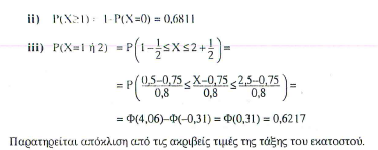 ii) P(X≥1) = 1-P(X=0) = 0,6811
iii) P(X=1 ή 2) = P(1-1/2≤X≤2+1/2)=
= P((0,5-0,75)/0,8≤(X-0,75)/0,8≤(2,5-0,75)/0,8)=
= Φ(4,06)-Φ(-0,31) = Φ(0,31) = 0,6217
Παρατηρείται απόκλιση από τις ακριβείς τιμές της τάξης του εκατοστού.